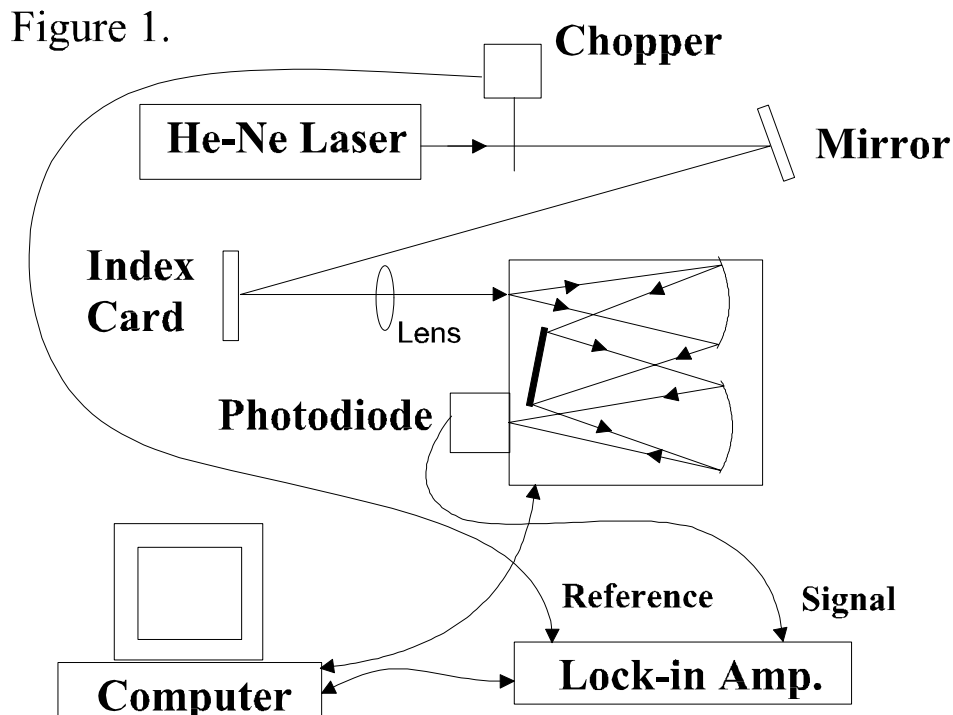 Figure 1.
Chopper
He-Ne Laser
Mirror
Index
Card
Lens
Photodiode
Reference
Signal
Computer
Lock-in Amp.